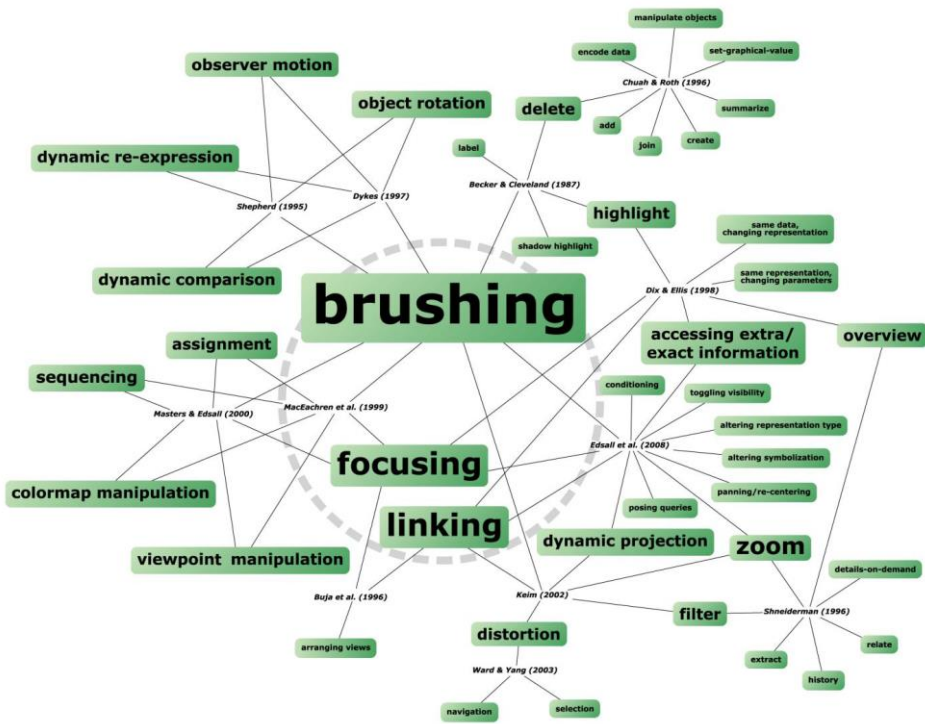 manipulate objects
encode data
set-graphical-value
observer motion
Chuah & Roth (1996)
object rotation
delete
summarize
add
join
create
label
dynamic re-expression
Becker & Cleveland (1987)
Shepherd (1995)
Dykes (1997)
highlight
same data,
changing representation
shadow highlight
dynamic comparison
same representation,
changing parameters
brushing
Dix & Ellis (1998)
assignment
accessing extra/
exact information
overview
sequencing
conditioning
toggling visibility
Masters & Edsall (2000)
MacEachren et al. (1999)
altering representation type
Edsall et al. (2008)
focusing
altering symbolization
colormap manipulation
panning/re-centering
posing queries
linking
dynamic projection
zoom
viewpoint manipulation
details-on-demand
Buja et al. (1996)
Keim (2002)
filter
Shneiderman (1996)
distortion
arranging views
relate
extract
Ward & Yang (2003)
history
navigation
selection